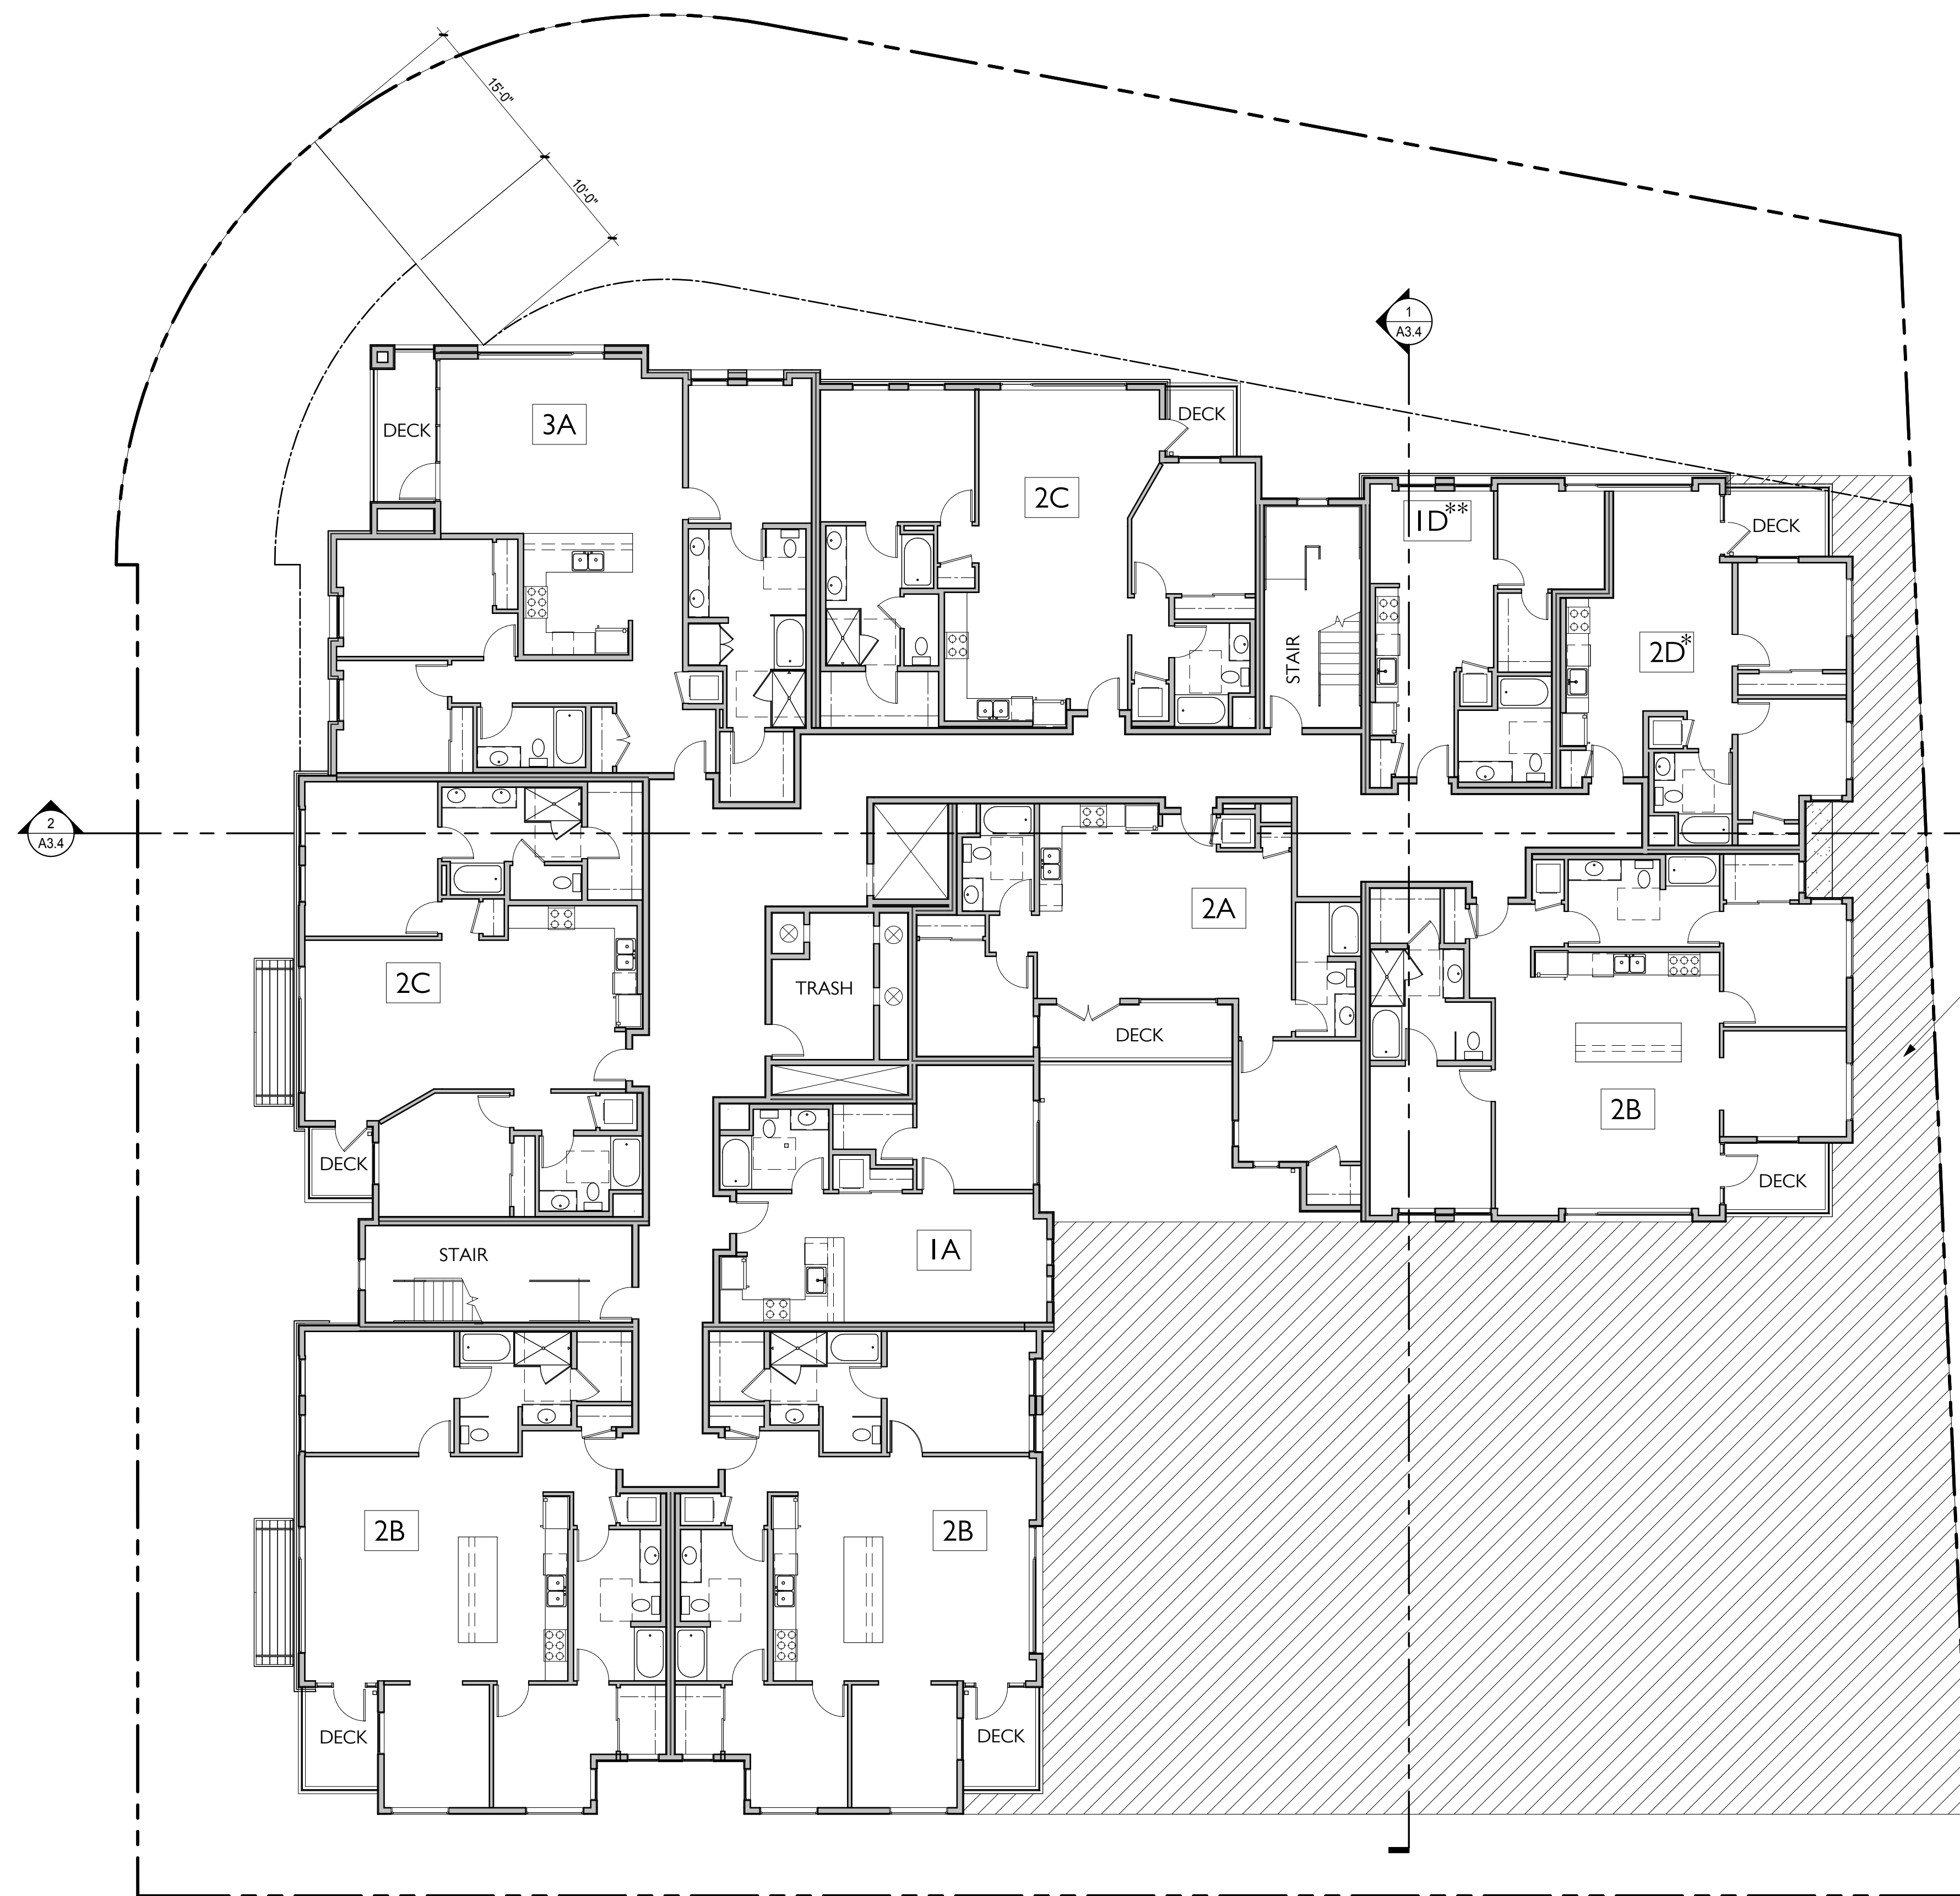 15'-0"
10'-0"
1
A3.4
3A
DECK
DECK
2C
1D**
DECK
STAIR
2D*
2
A3.4
2A
2C
TRASH
DECK
2B
DECK
DECK
STAIR
1A
2B
2B
DECK
DECK